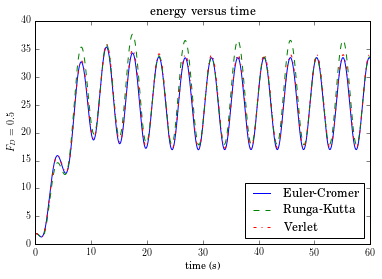 energy versus time
40
35
30
25
20
15
10
5
0
F_D = 0.5
0 10 20 30 40 50 60
time (s)
Euler-Cromer
Runga-Kutta
Verlet